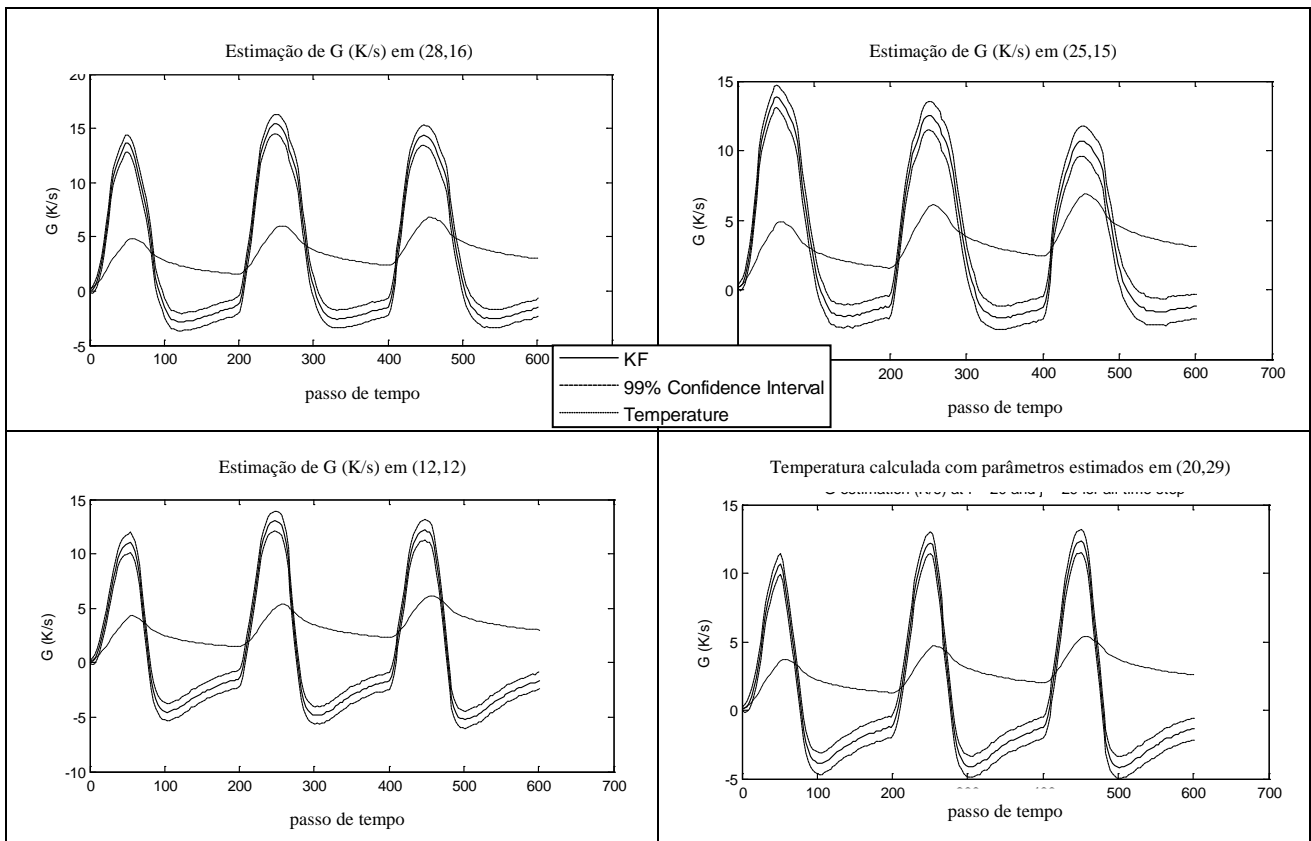 Estimação de G (K/s) em (28,16)
20
15
10
5
0
-5
G (K/s)
0 100 200 300 400 500 600
passo de tempo
Estimação de G (K/s) em (25,15)
15
10
5
0
G (K/s)
200 300 400 500 600 700
passo de tempo
KF
99% Confidence Interval
Temperature
Estimação de G (K/s) em (12,12)
15
10
5
0
-5
-10
G (K/s)
0 100 200 300 400 500 600 700
passo de tempo
Temperatura calculada com parâmetros estimados em (20,29)
15
10
5
0
-5
G (K/s)
0 100 200 300 400 500 600 700
passo de tempo